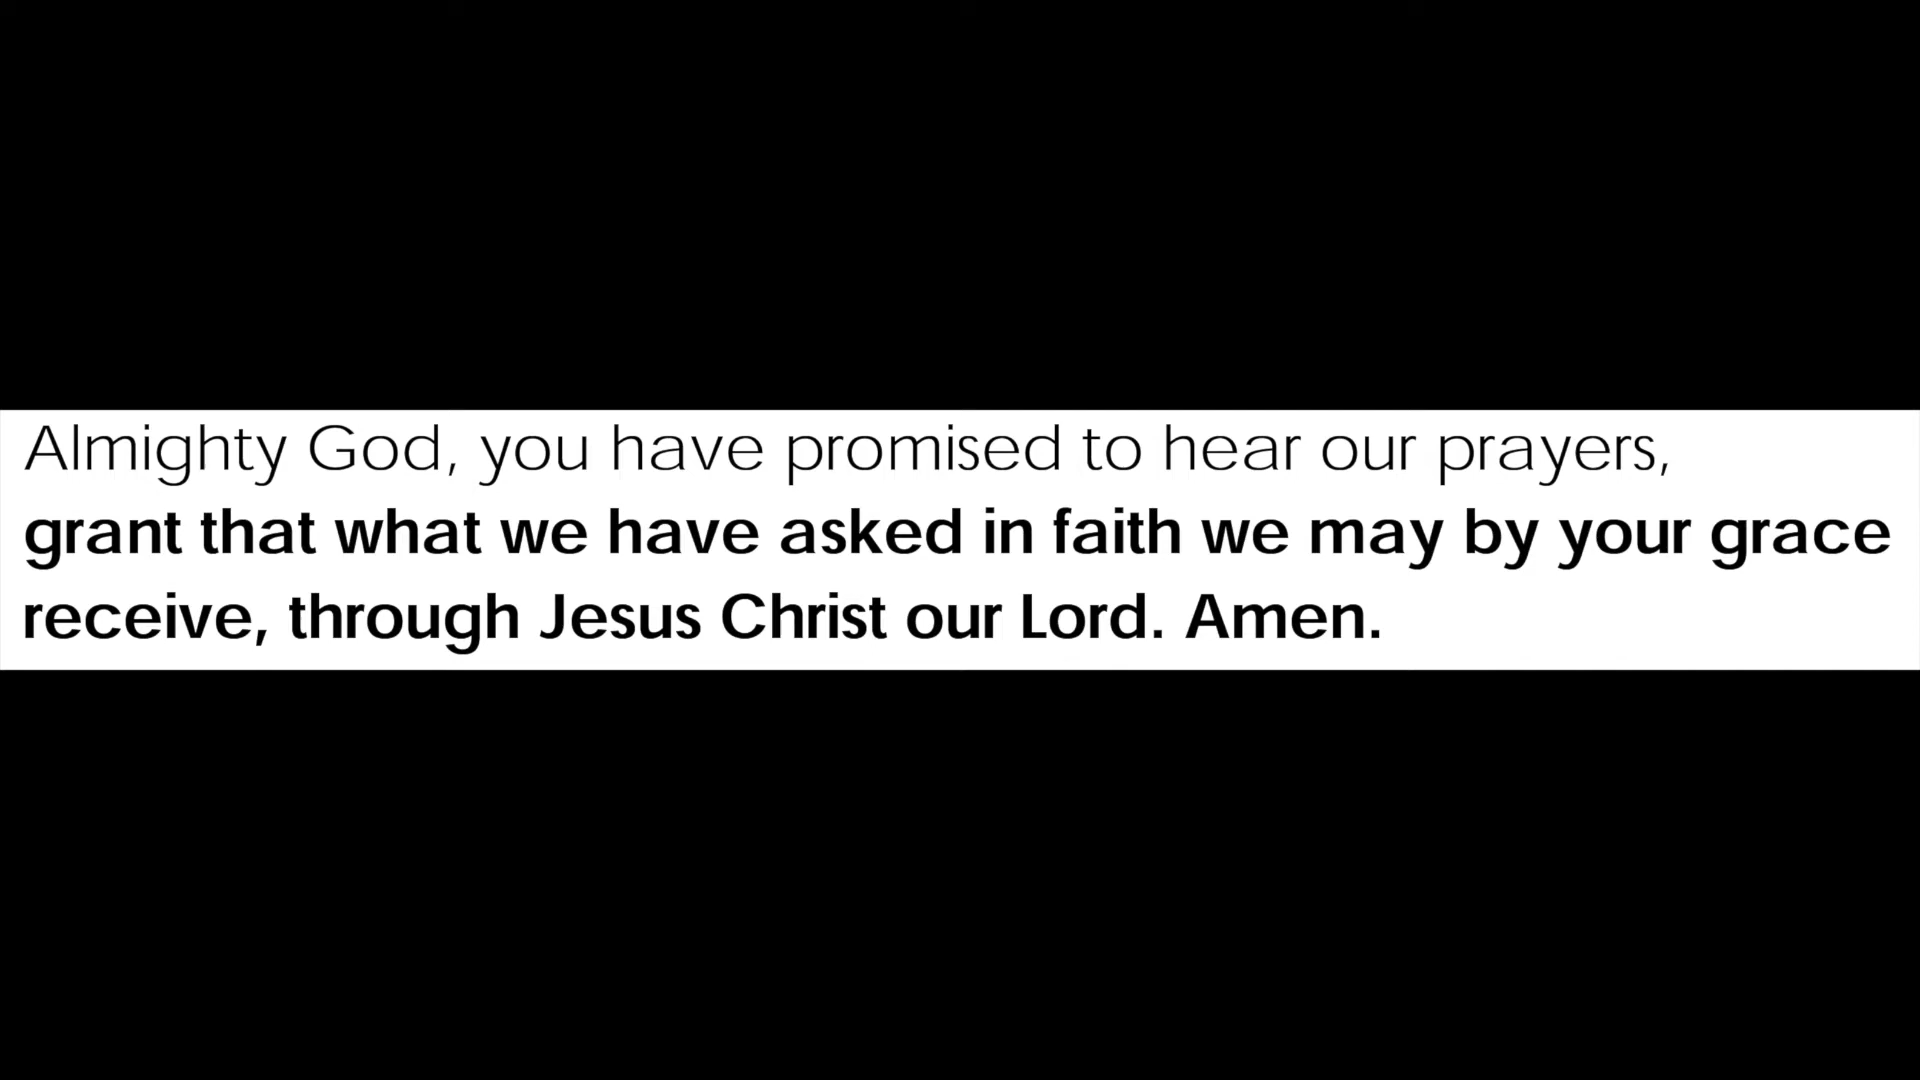 Almighty God, you have promised to hear our prayers,
grant that what we have asked in faith we may by your grace
receive, through Jesus Christ our Lord. Amen.